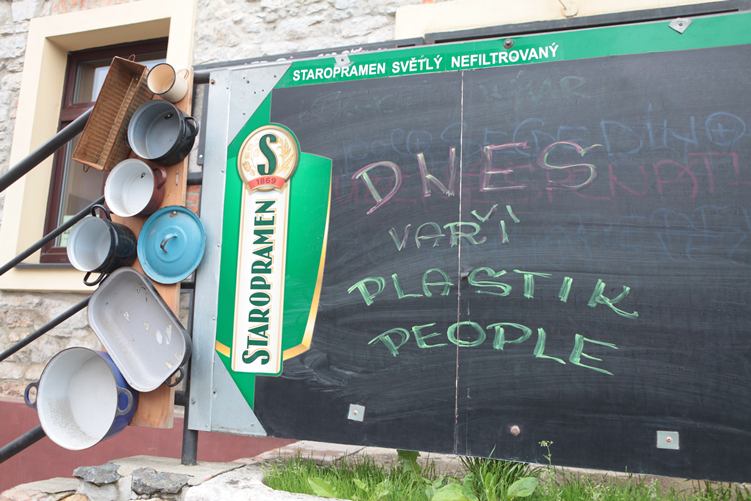 STAROPRAMEN SVĚTLÝ NEFILTROVANÝ
S
1869
STAROPRAMEN
DNES
VAŘÍ
PLASTIK
PEOPLE